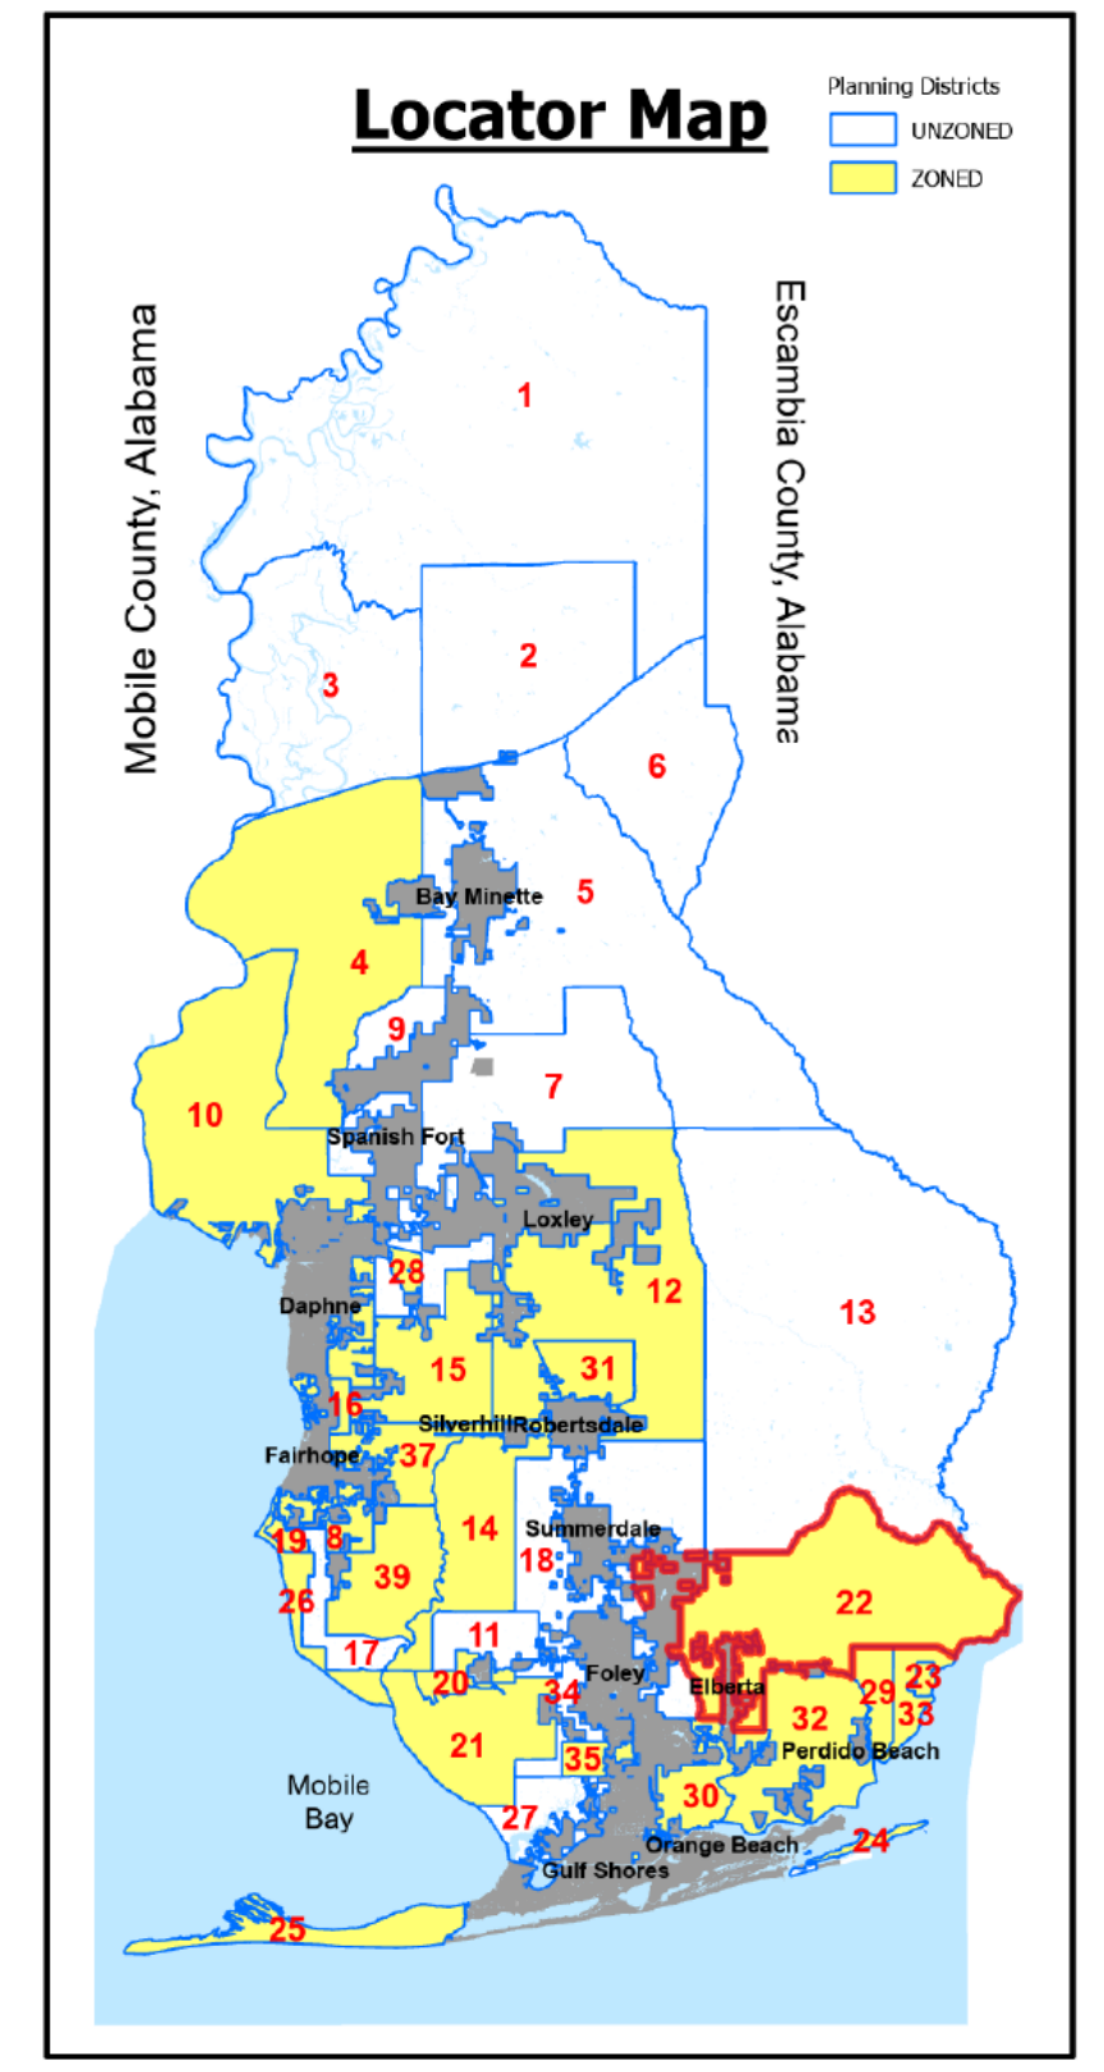 Locator Map
Planning Districts
UNZONED
ZONED
Mobile County, Alabama
Escambia County, Alabama
1
2
3
6
Bay Minette
5
4
9
7
10
Spanish Fort
Loxley
28
12
Daphne
13
15
31
16
Silverhill Robertsdale
Fairhope
37
14
Summerdale
19
8
18
39
26
22
11
17
Foley
20
34
Elberta
29
23
33
32
21
35
Perdido Beach
Mobile
Bay
30
27
Orange Beach
24
Gulf Shores
25